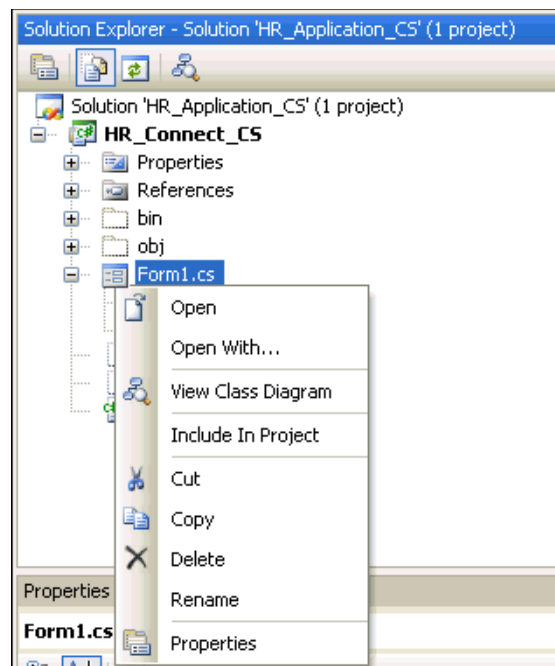 Solution Explorer - Solution 'HR_Application_CS' (1 project)
Solution 'HR_Application_CS' (1 project)
HR_Connect_CS
Properties
References
bin
obj
Form1.cs
Open
Open With...
View Class Diagram
Include In Project
Cut
Copy
Delete
Rename
Properties
Properties
Form1.cs